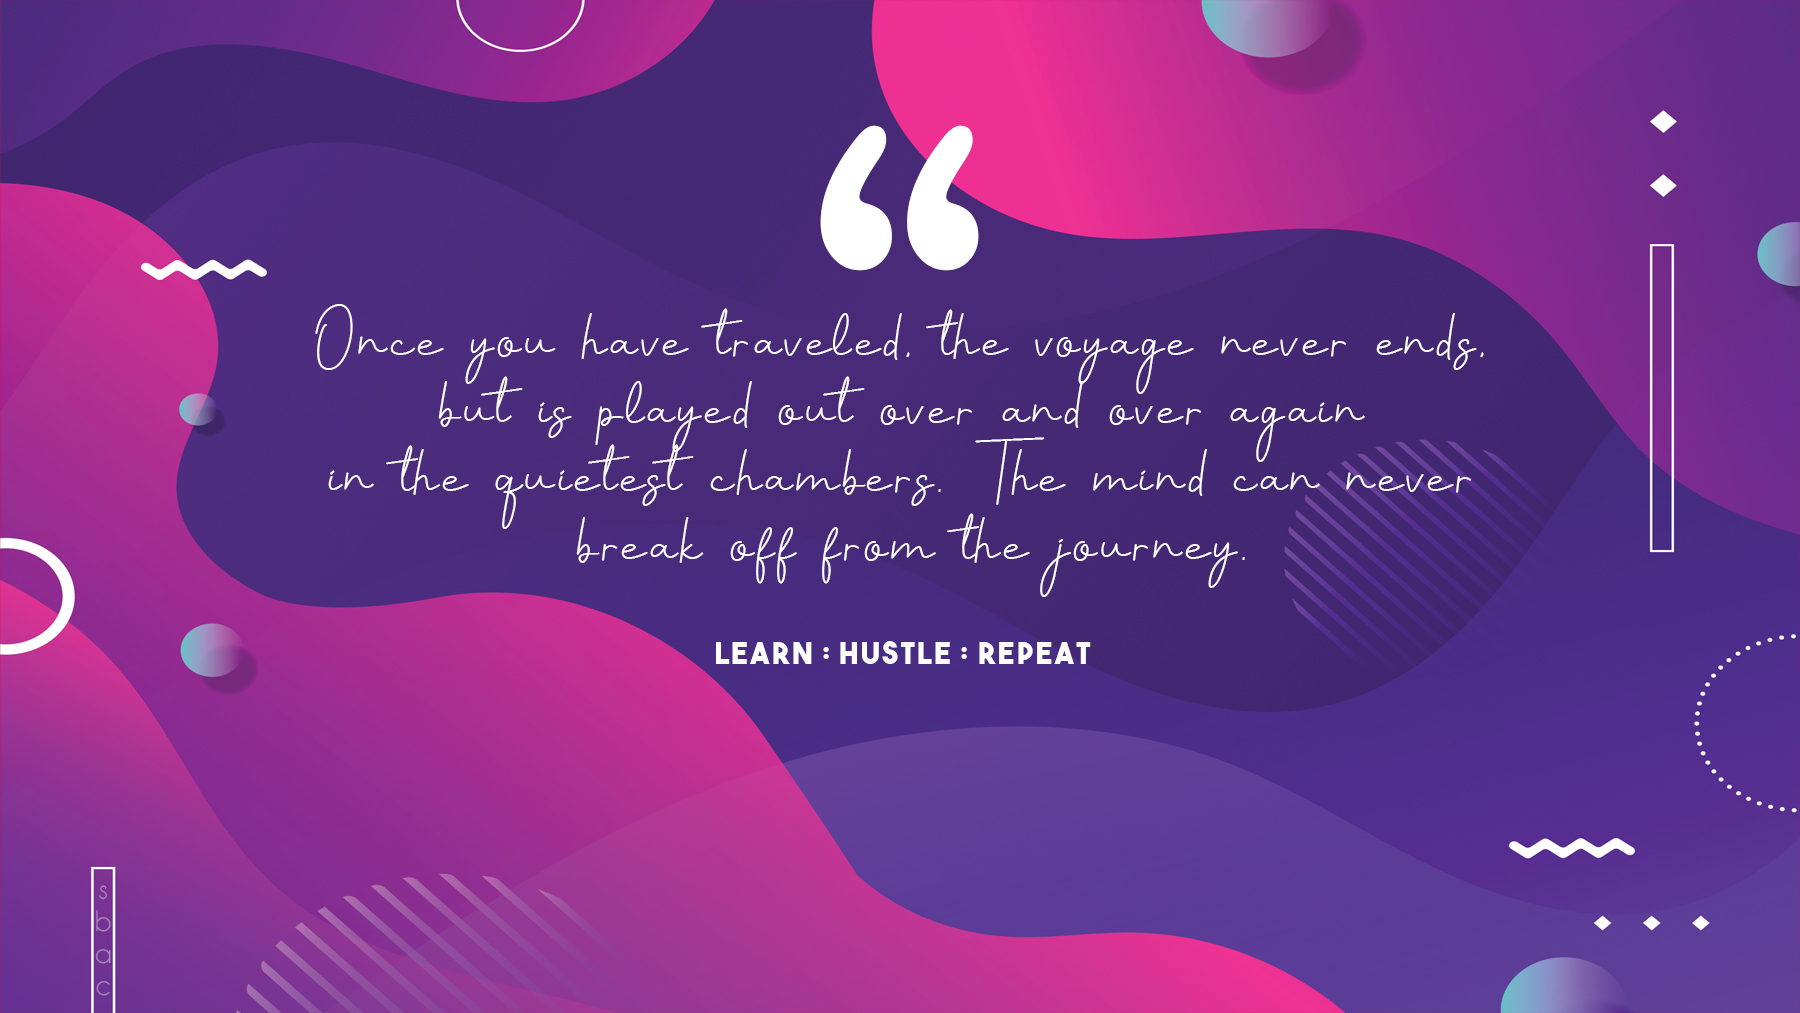 Once you have traveled, the voyage never ends,
but is played out over and over again
in the quietest chambers. The mind can never
break off from the journey.
LEARN : HUSTLE : REPEAT
s
b
a
c